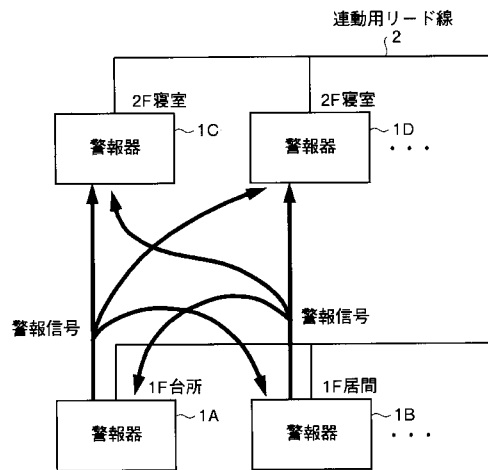 連動用リード線
2
2F寝室
2F寝室
警報器
1C
警報器
1D
・・・
警報信号
警報信号
1F台所
1F居間
警報器
1A
警報器
1B
・・・